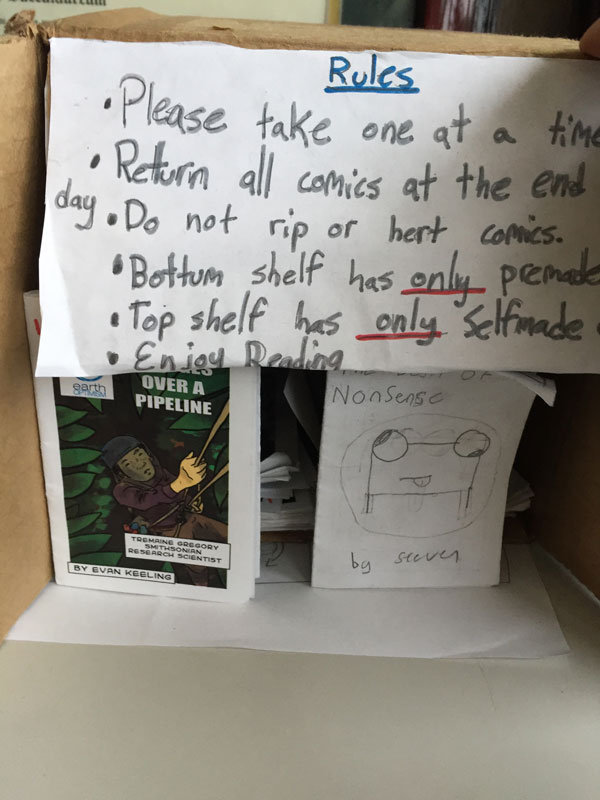 Rules
• Please take one at a time
• Return all comics at the end
day • Do not rip or hert comics.
• Bottum shelf has only premade
• Top shelf has only Selfmade
• Enjoy Reading
earth
OPTIMISM
OVER A
PIPELINE
TREMAINE GREGORY
SMITHSONIAN
RESEARCH SCIENTIST
BY EVAN KEELING
of
Nonsense
by